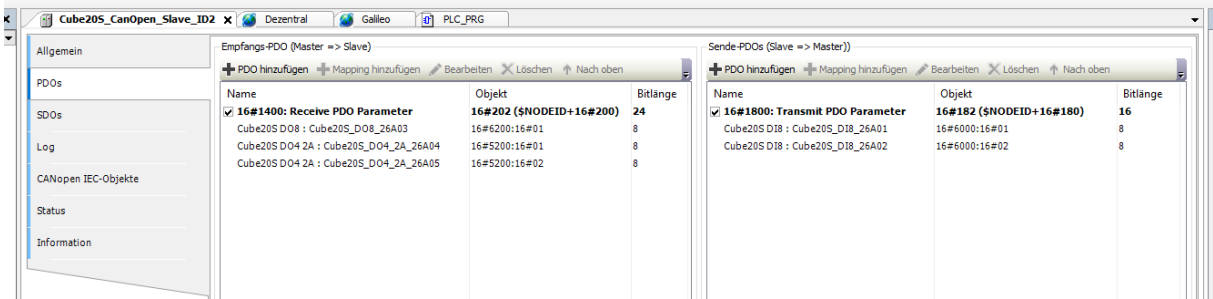 Cube20S_CanOpen_Slave_ID2 X Dezentral Galileo PLC_PRG
Allgemein
PDOs
SDOs
Log
CANopen IEC-Objekte
Status
Information
Empfangs-PDO (Master => Slave)
PDO hinzufügen Mapping hinzufügen Bearbeiten Löschen Nach oben
Name Objekt Bitlänge
16#1400: Receive PDO Parameter 16#202 ($NODEID+16#200) 24
Cube20S DO8 : Cube20S_DO8_26A03 16#6200:16#01 8
Cube20S DO4 2A : Cube20S_DO4_2A_26A04 16#5200:16#01 8
Cube20S DO4 2A : Cube20S_DO4_2A_26A05 16#5200:16#02 8
Sende-PDOs (Slave => Master))
PDO hinzufügen Mapping hinzufügen Bearbeiten Löschen Nach oben
Name Objekt Bitlänge
16#1800: Transmit PDO Parameter 16#182 ($NODEID+16#180) 16
Cube20S DI8 : Cube20S_DI8_26A01 16#6000:16#01 8
Cube20S DI8 : Cube20S_DI8_26A02 16#6000:16#02 8